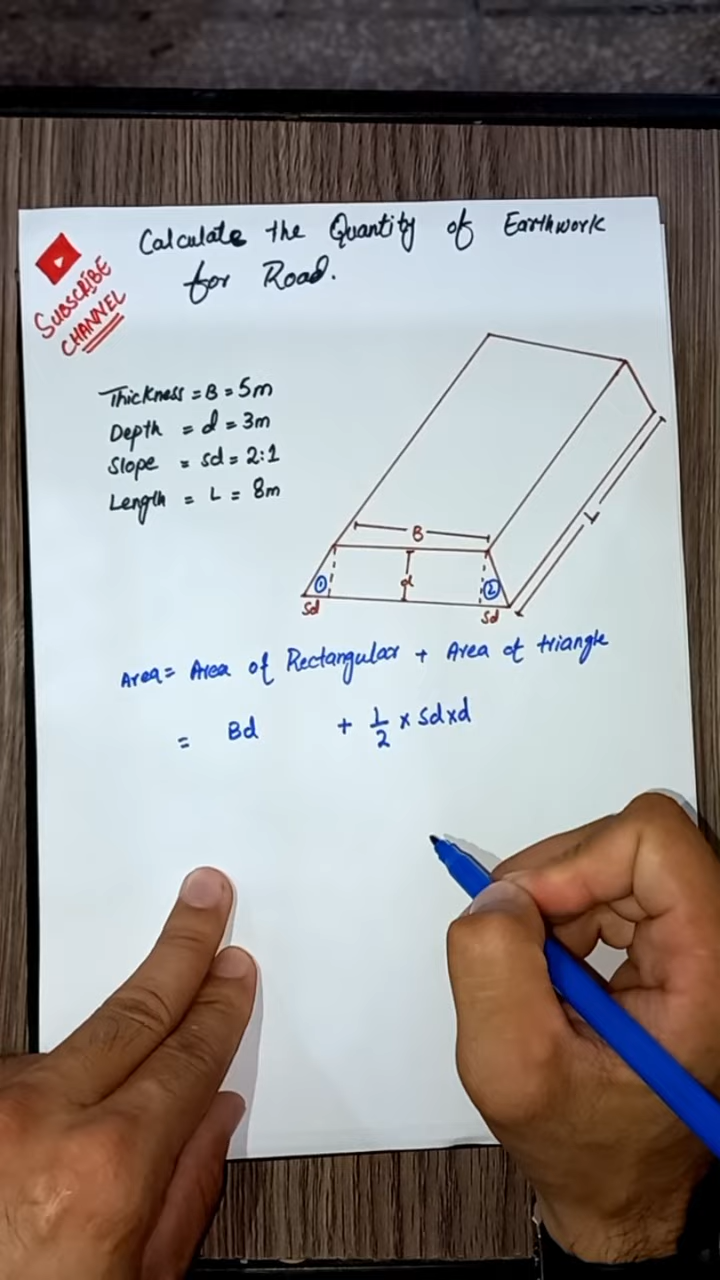 Calculate the Quantity of Earthwork
for Road.
SUBSCRIBE
CHANNEL
Thickness = B = 5m
Depth = d = 3m
Slope = sd = 2:1
Length = L = 8m
B
L
d
①
②
Sd
Sd
Area = Area of Rectangular + Area of triangle
= Bd + 1/2 × Sd×d